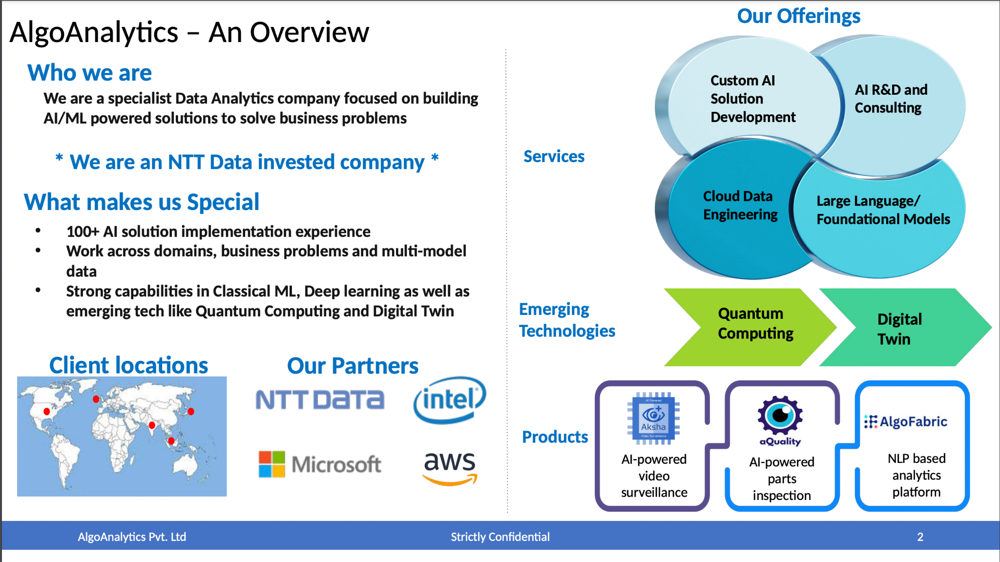 AlgoAnalytics – An Overview
Who we are
We are a specialist Data Analytics company focused on building
AI/ML powered solutions to solve business problems
* We are an NTT Data invested company *
What makes us Special
• 100+ AI solution implementation experience
• Work across domains, business problems and multi-model
data
• Strong capabilities in Classical ML, Deep learning as well as
emerging tech like Quantum Computing and Digital Twin
Client locations
Our Partners
NTT DATA
intel
Microsoft
aws
Our Offerings
Services
Custom AI
Solution
Development
AI R&D and
Consulting
Cloud Data
Engineering
Large Language/
Foundational Models
Emerging
Technologies
Quantum
Computing
Digital
Twin
Products
AI Powered
Aksha
Video Surveillance
AI-powered
video
surveillance
aQuality
AI-powered
parts
inspection
AlgoFabric
NLP based
analytics
platform
AlgoAnalytics Pvt. Ltd
Strictly Confidential
2